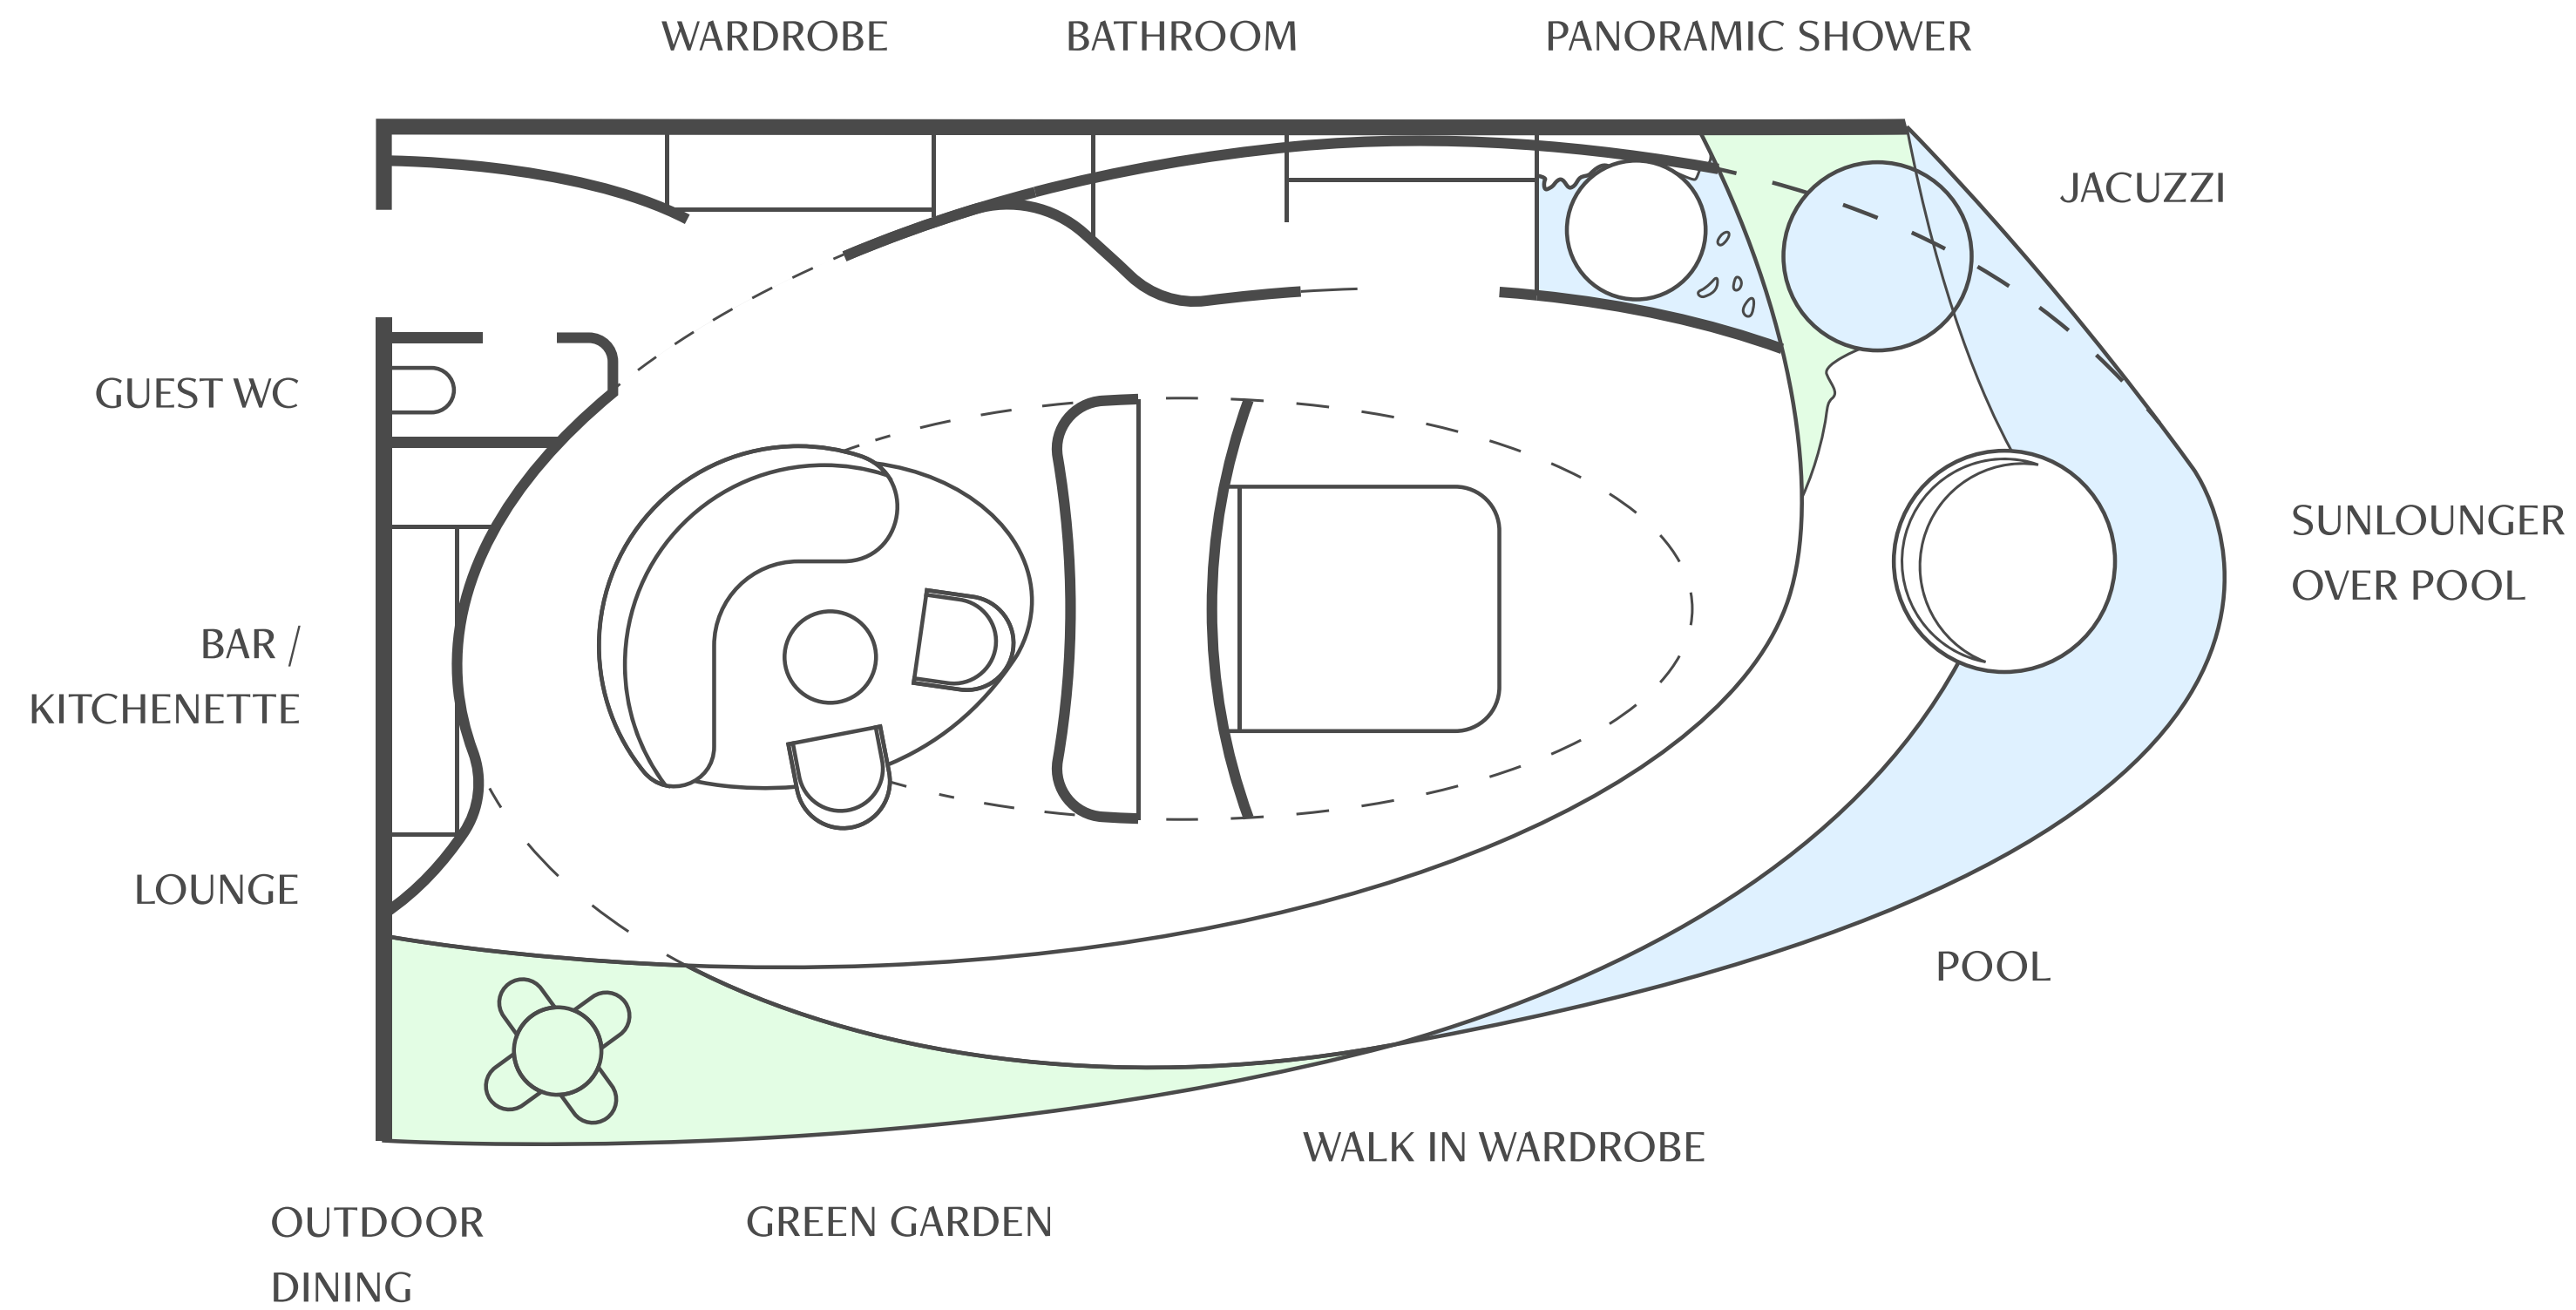 WARDROBE
BATHROOM
PANORAMIC SHOWER
JACUZZI
GUEST WC
SUNLOUNGER
OVER POOL
BAR /
KITCHENETTE
LOUNGE
POOL
WALK IN WARDROBE
OUTDOOR
DINING
GREEN GARDEN